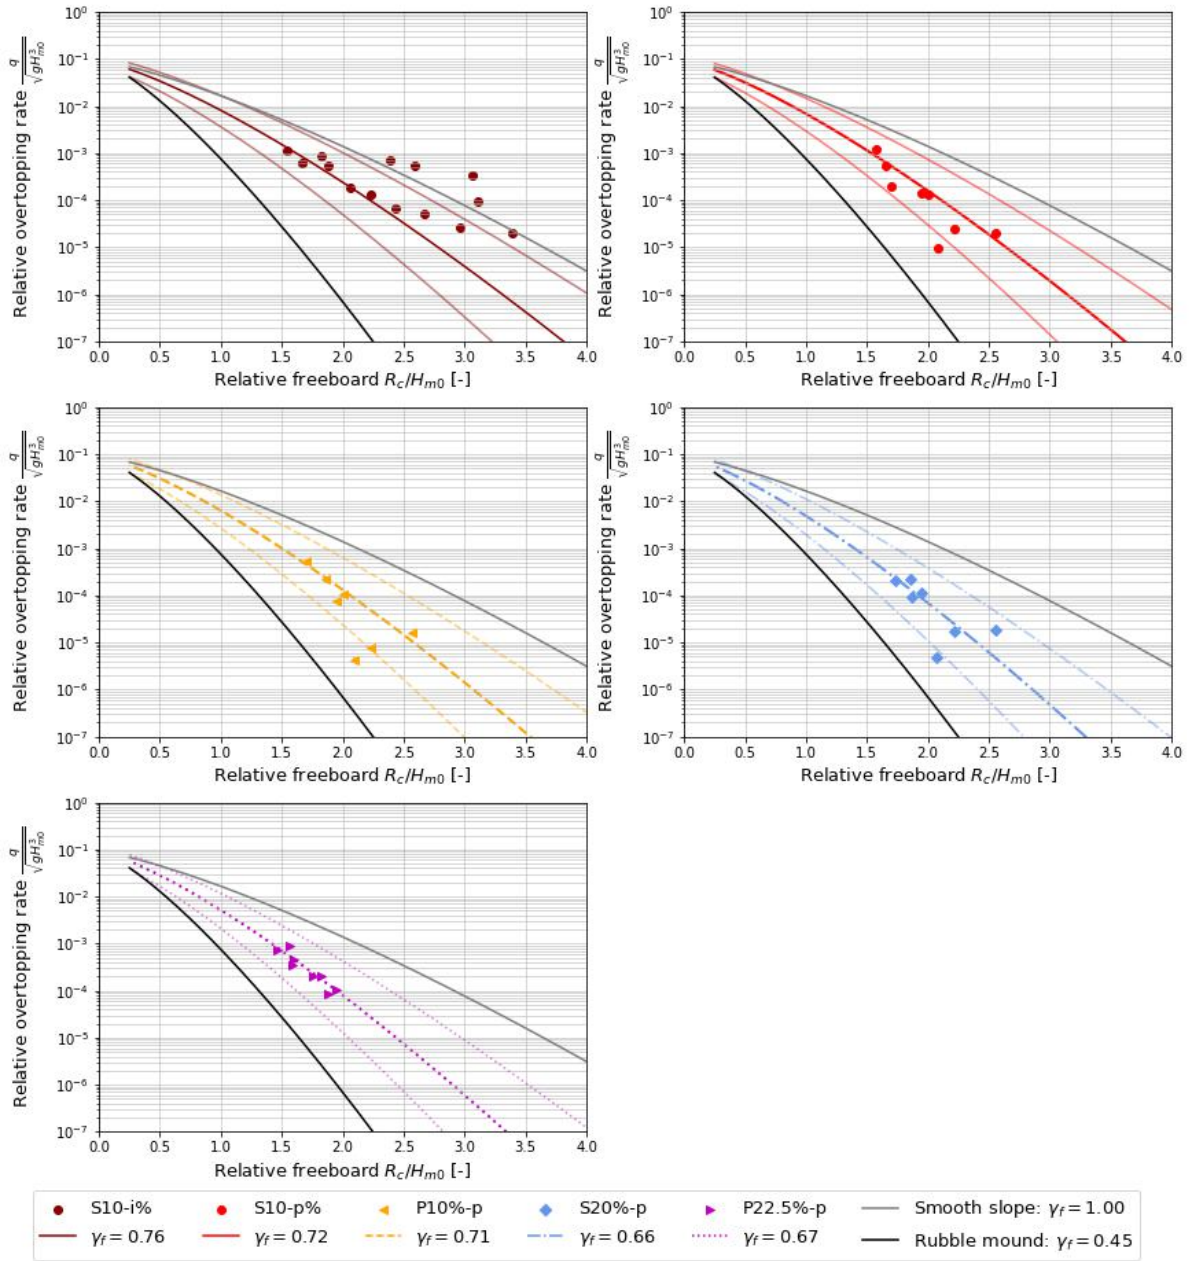 10⁰ 10⁰
10⁻¹ 10⁻¹
10⁻² 10⁻²
10⁻³ 10⁻³
10⁻⁴ 10⁻⁴
10⁻⁵ 10⁻⁵
10⁻⁶ 10⁻⁶
10⁻⁷ 10⁻⁷
Relative overtopping rate q/√gH³m0 Relative overtopping rate q/√gH³m0
0.0 0.5 1.0 1.5 2.0 2.5 3.0 3.5 4.0 0.0 0.5 1.0 1.5 2.0 2.5 3.0 3.5 4.0
Relative freeboard Rc/Hm0 [-] Relative freeboard Rc/Hm0 [-]
10⁰ 10⁰
10⁻¹ 10⁻¹
10⁻² 10⁻²
10⁻³ 10⁻³
10⁻⁴ 10⁻⁴
10⁻⁵ 10⁻⁵
10⁻⁶ 10⁻⁶
10⁻⁷ 10⁻⁷
Relative overtopping rate q/√gH³m0 Relative overtopping rate q/√gH³m0
0.0 0.5 1.0 1.5 2.0 2.5 3.0 3.5 4.0 0.0 0.5 1.0 1.5 2.0 2.5 3.0 3.5 4.0
Relative freeboard Rc/Hm0 [-] Relative freeboard Rc/Hm0 [-]
10⁰
10⁻¹
10⁻²
10⁻³
10⁻⁴
10⁻⁵
10⁻⁶
10⁻⁷
Relative overtopping rate q/√gH³m0
0.0 0.5 1.0 1.5 2.0 2.5 3.0 3.5 4.0
Relative freeboard Rc/Hm0 [-]
S10-i% S10-p% P10%-p S20%-p P22.5%-p Smooth slope: γf = 1.00
γf = 0.76 γf = 0.72 γf = 0.71 γf = 0.66 γf = 0.67 Rubble mound: γf = 0.45